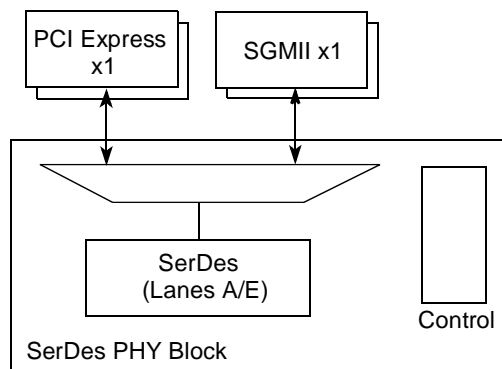 PCI Express
x1
SGMII x1
SerDes
(Lanes A/E)
Control
SerDes PHY Block